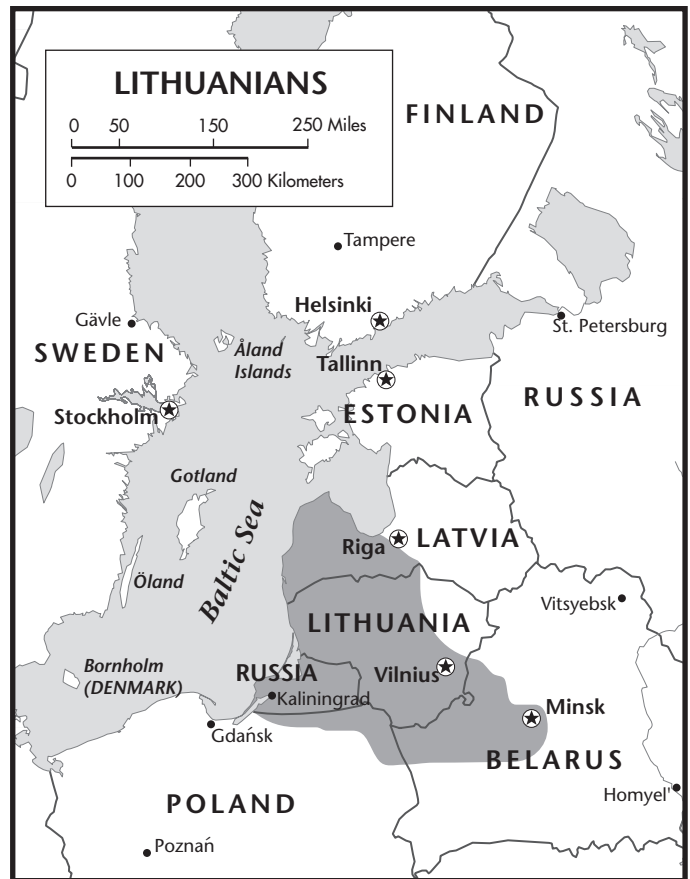 LITHUANIANS
0 50 150 250 Miles
0 100 200 300 Kilometers
FINLAND
Tampere
Helsinki
Gävle
St. Petersburg
SWEDEN
Åland
Islands
Tallinn
RUSSIA
Stockholm
ESTONIA
Gotland
Baltic Sea
Riga
LATVIA
Öland
Vitsyebsk
LITHUANIA
Bornholm
(DENMARK)
RUSSIA
Vilnius
Kaliningrad
Minsk
Gdańsk
BELARUS
Homyel'
POLAND
Poznań